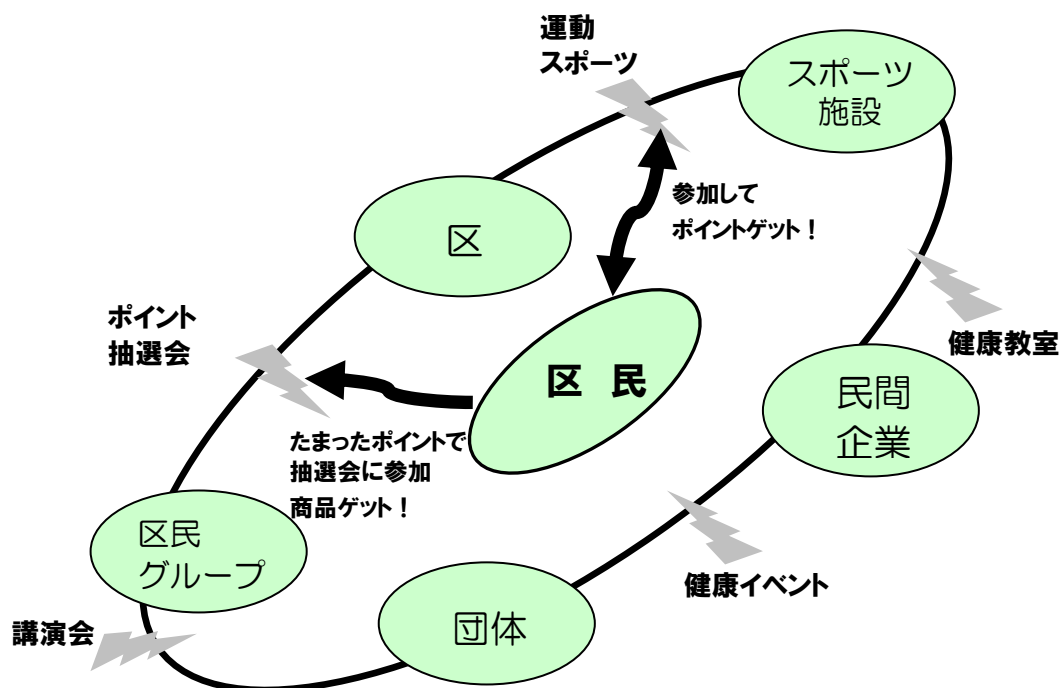 運動
スポーツ
スポーツ
施設
参加して
ポイントゲット！
区
ポイント
抽選会
健康教室
区 民
民間
企業
たまったポイントで
抽選会に参加
商品ゲット！
区民
グループ
健康イベント
団体
講演会